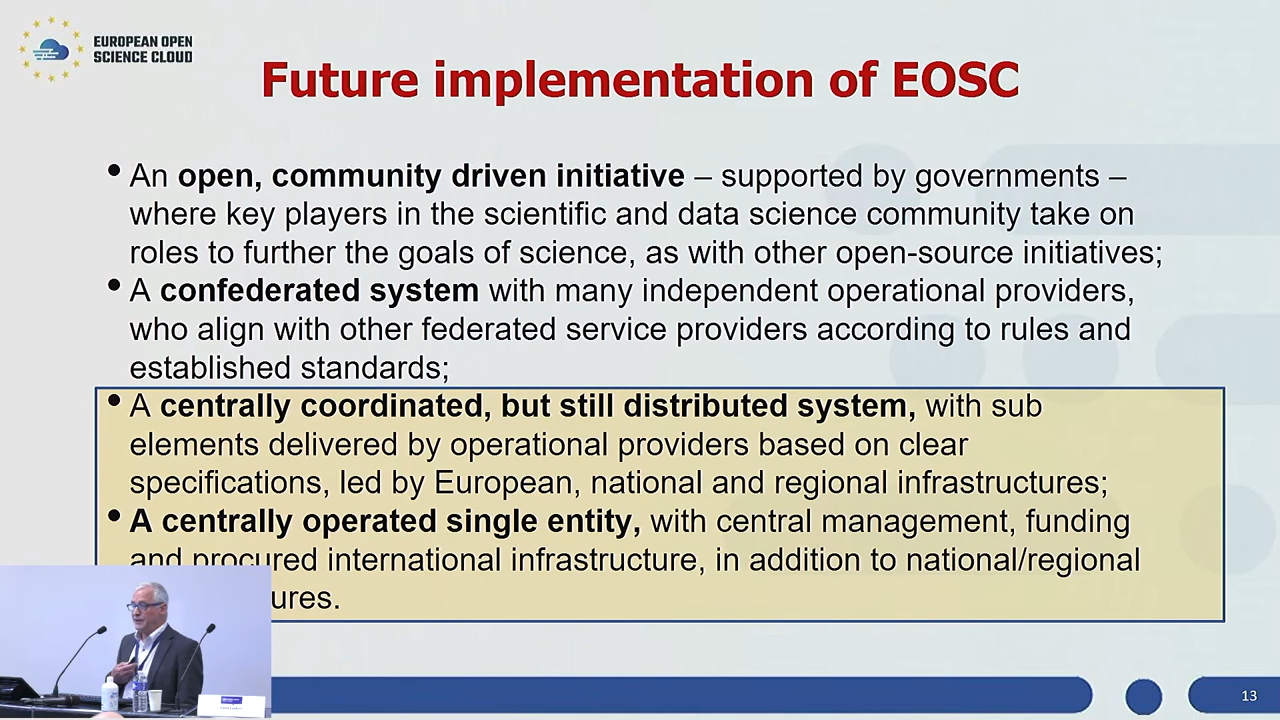 EUROPEAN OPEN
SCIENCE CLOUD
Future implementation of EOSC
• An open, community driven initiative – supported by governments –
where key players in the scientific and data science community take on
roles to further the goals of science, as with other open-source initiatives;
• A confederated system with many independent operational providers,
who align with other federated service providers according to rules and
established standards;
• A centrally coordinated, but still distributed system, with sub
elements delivered by operational providers based on clear
specifications, led by European, national and regional infrastructures;
• A centrally operated single entity, with central management, funding
and procured international infrastructure, in addition to national/regional
ures.
13